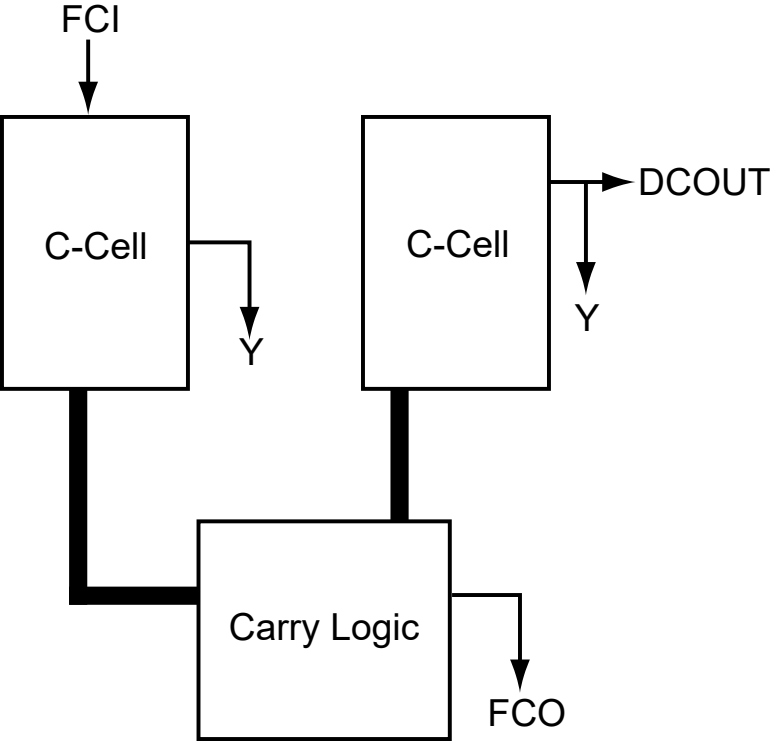 FCI
C-Cell
Y
C-Cell
DCOUT
Y
Carry Logic
FCO